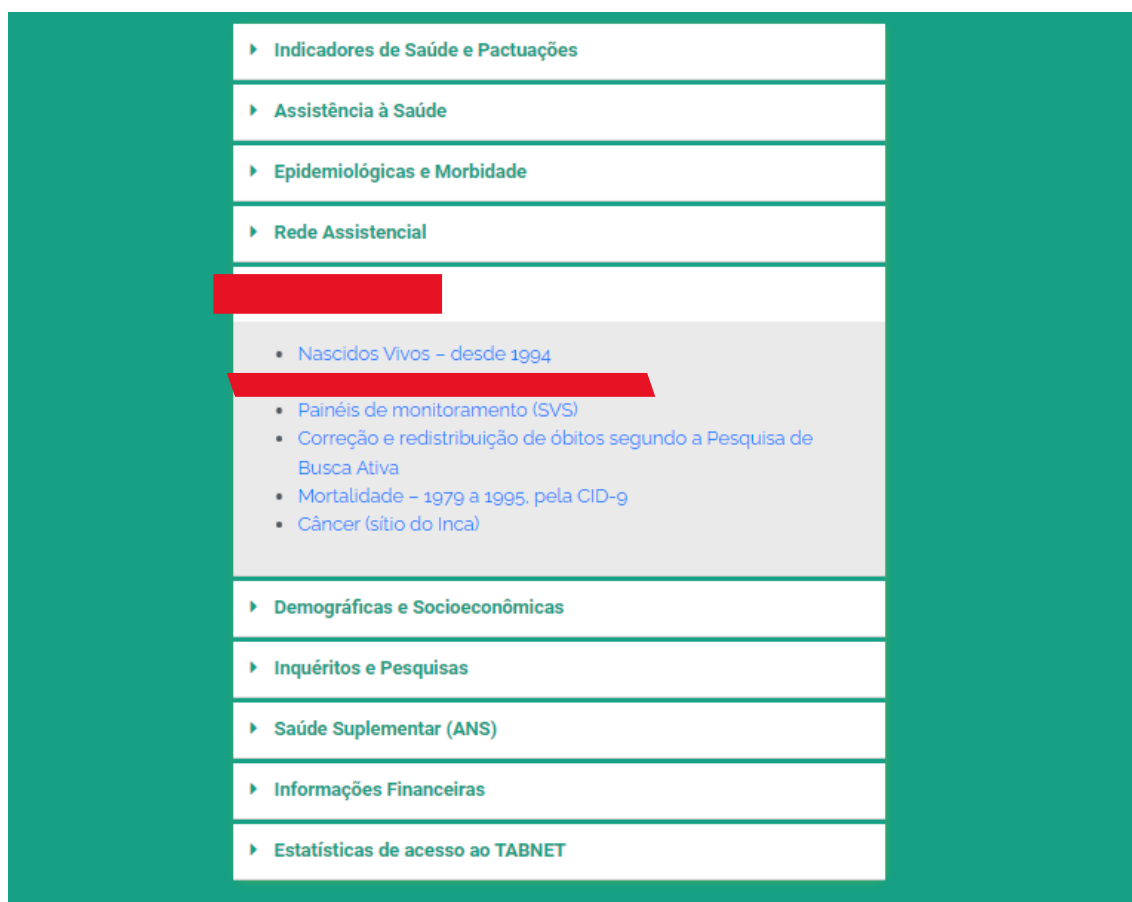 Indicadores de Saúde e Pactuações
Assistência à Saúde
Epidemiológicas e Morbidade
Rede Assistencial
Nascidos Vivos – desde 1994
Painéis de monitoramento (SVS)
Correção e redistribuição de óbitos segundo a Pesquisa de
Busca Ativa
Mortalidade – 1979 a 1995, pela CID-9
Câncer (sítio do Inca)
Demográficas e Socioeconômicas
Inquéritos e Pesquisas
Saúde Suplementar (ANS)
Informações Financeiras
Estatísticas de acesso ao TABNET